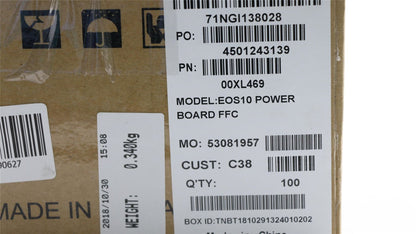 71NGI138028
PO:
4501243139
PN:
00XL469
MODEL:EOS10 POWER
BOARD FFC
MO: 53081957
CUST: C38
Q'TY: 100
BOX ID:TNBT1810291324010202
2018/10/30 15:08
WEIGHT: 0.340kg
00627
MADE IN